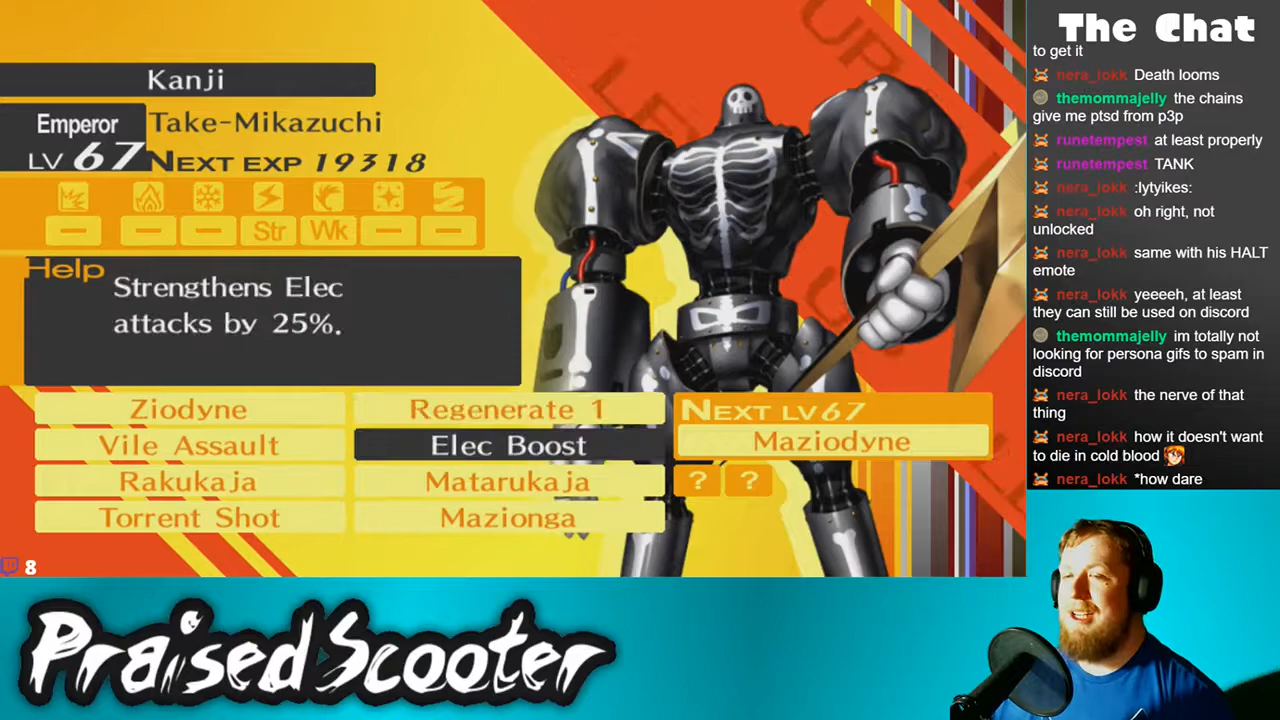 Kanji
Emperor
Take-Mikazuchi
LV 67
NEXT EXP 19318
Str
Wk
Help
Strengthens Elec
attacks by 25%.
Ziodyne
Regenerate 1
Vile Assault
Elec Boost
Rakukaja
Matarukaja
Torrent Shot
Mazionga
NEXT LV67
Maziodyne
? ?
8
PraisedScooter
The Chat
to get it
nera_lokk Death looms
themommajelly the chains
give me ptsd from p3p
runetempest at least properly
runetempest TANK
nera_lokk :lytyikes:
nera_lokk oh right, not
unlocked
nera_lokk same with his HALT
emote
nera_lokk yeeeeh, at least
they can still be used on discord
themommajelly im totally not
looking for persona gifs to spam in
discord
nera_lokk the nerve of that
thing
nera_lokk how it doesn't want
to die in cold blood
nera_lokk *how dare